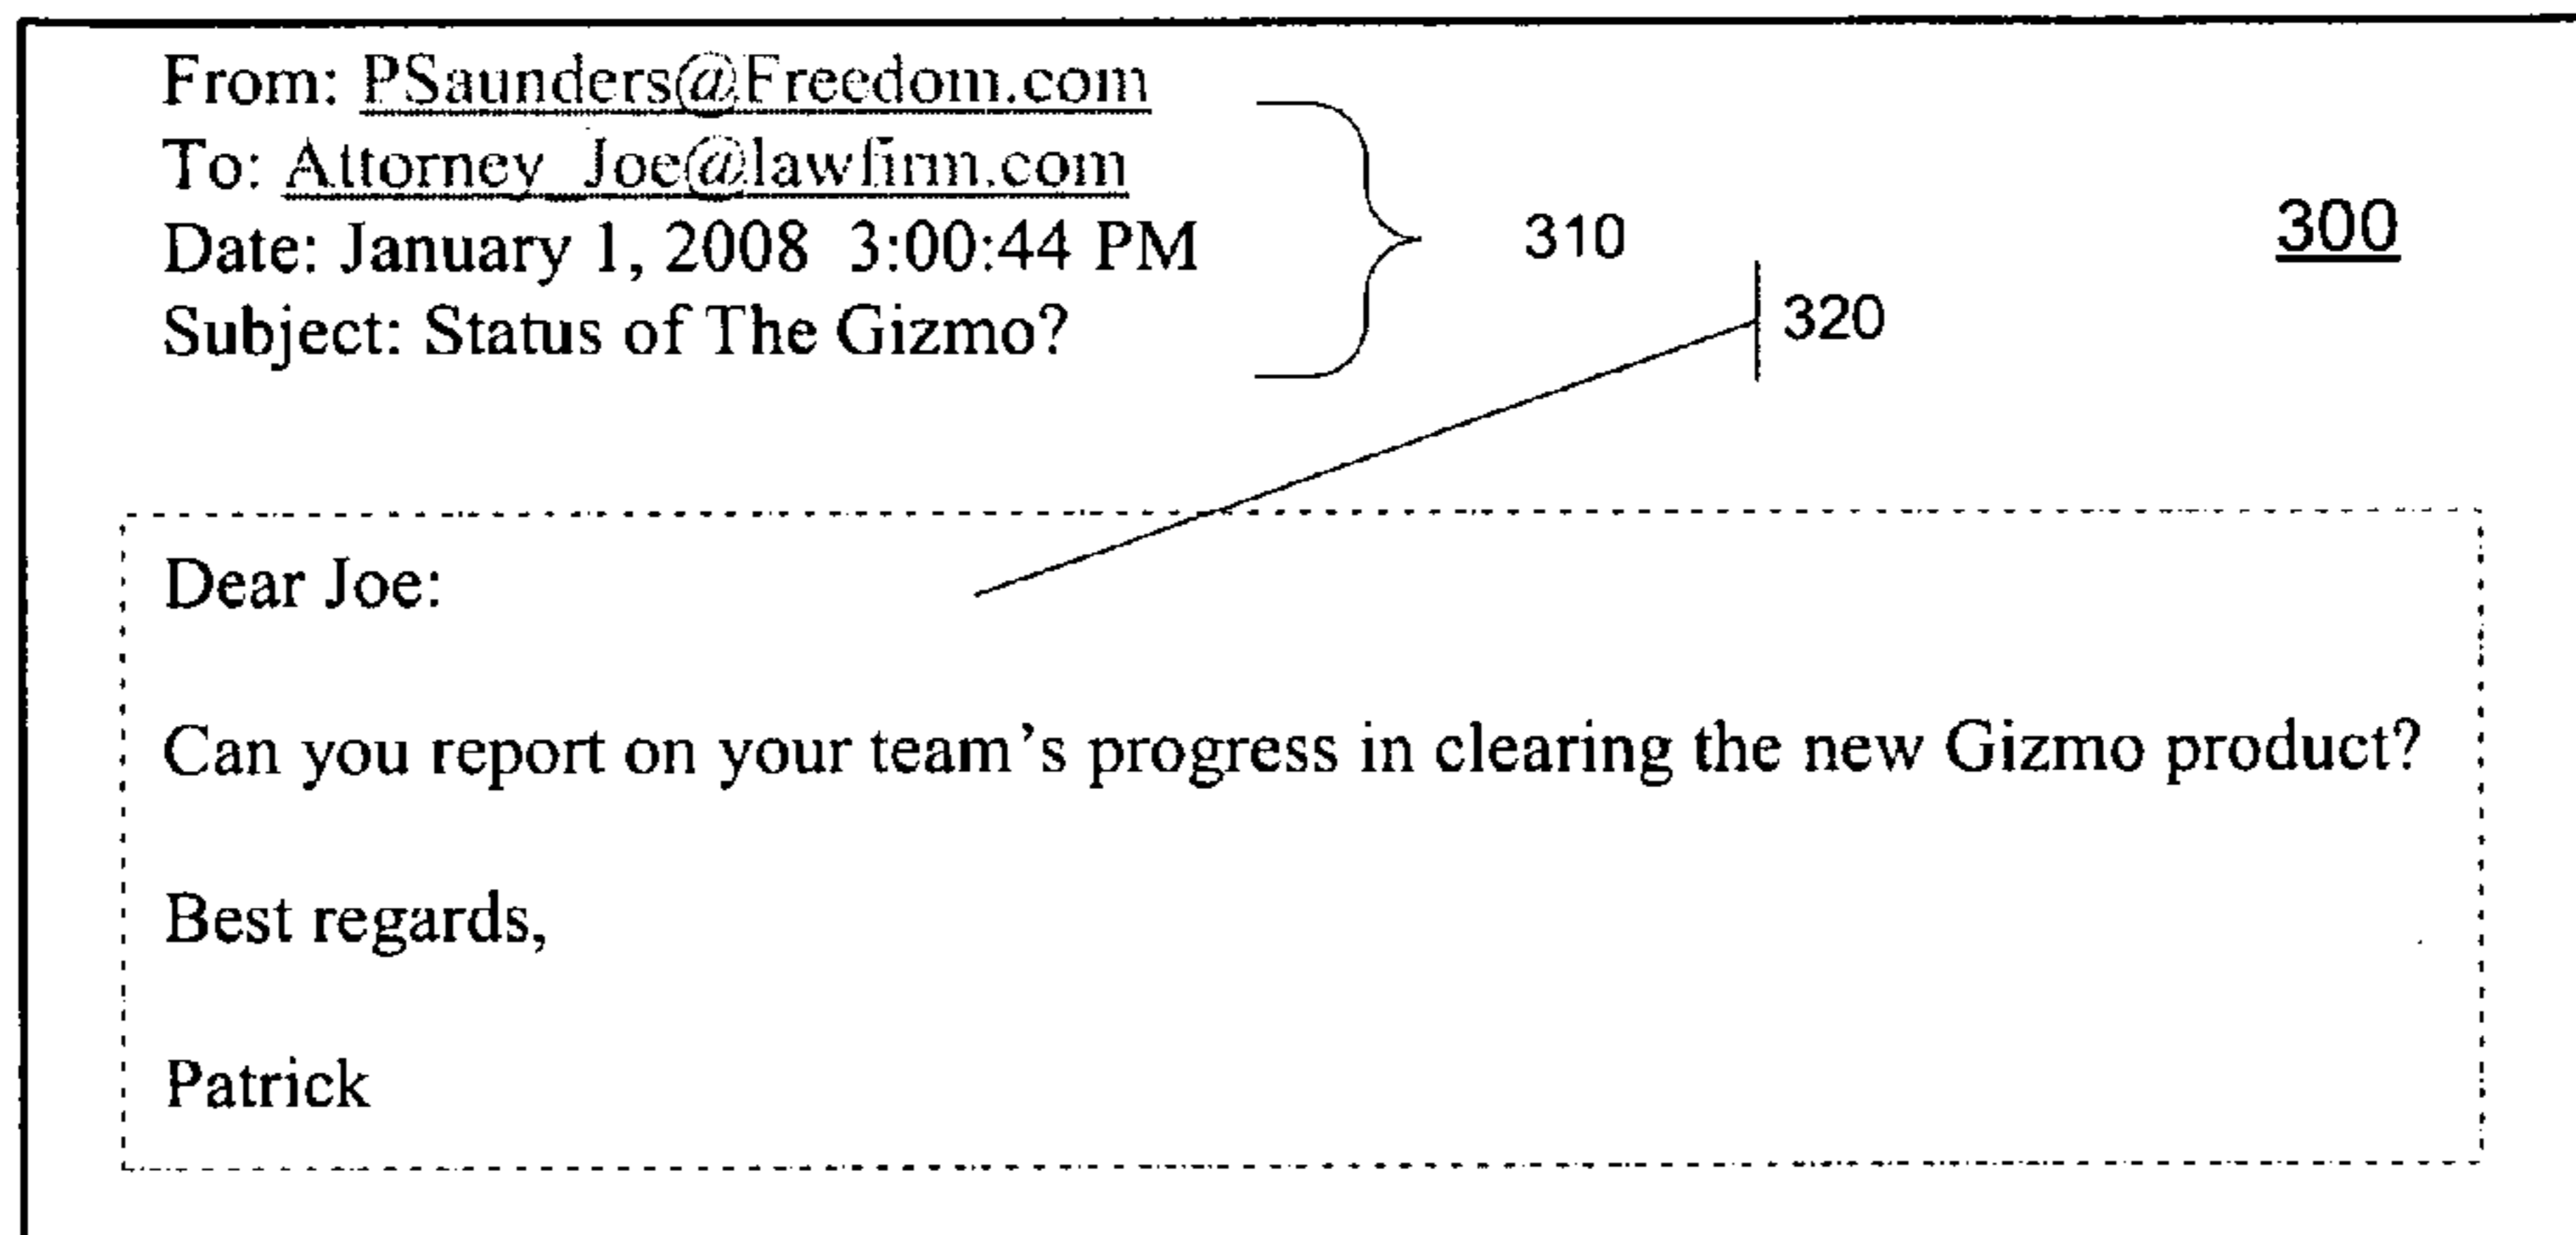 From: PSaunders@Freedom.com
To: Attorney_Joe@lawfirm.com
Date: January 1, 2008 3:00:44 PM
Subject: Status of The Gizmo?
310
300
320
Dear Joe:
Can you report on your team's progress in clearing the new Gizmo product?
Best regards,
Patrick